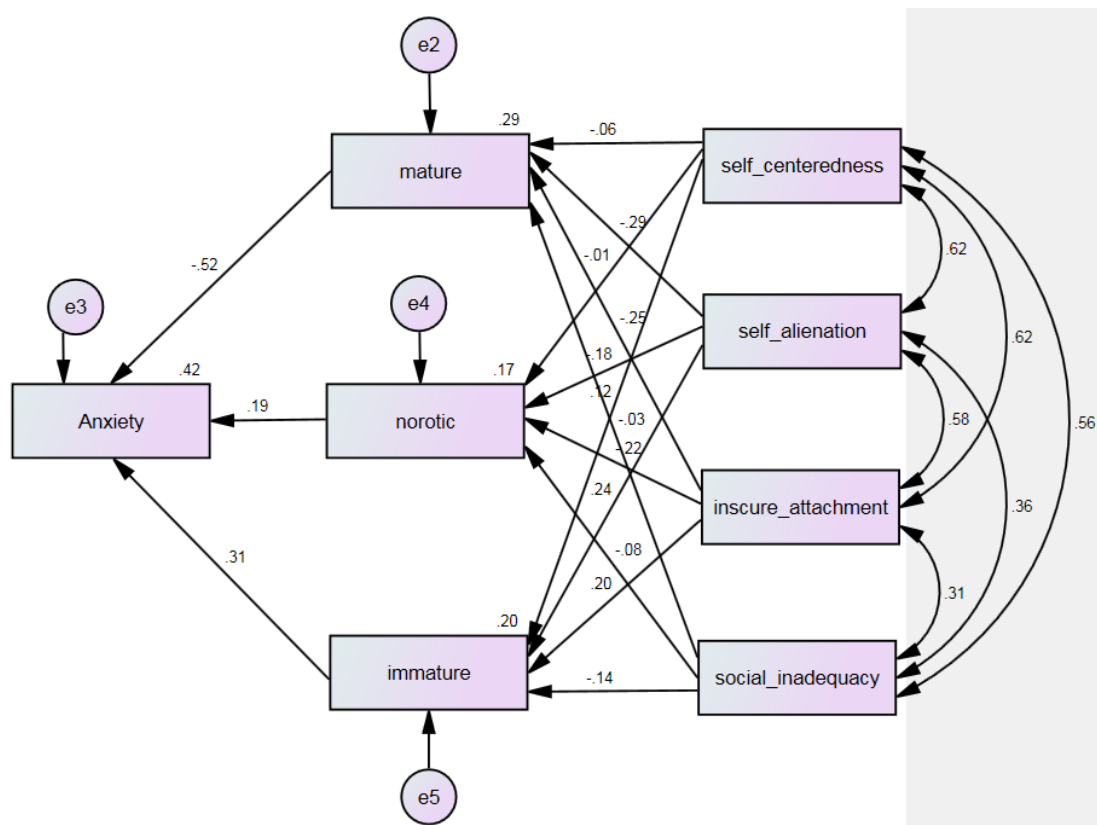 e2
.29
-.06
mature
self_centeredness
-.29
-.01
.62
-.52
e3
e4
-.25
self_alienation
.62
.42
.17
-.18
.12
Anxiety
.19
norotic
-.03
.58
.56
-.22
.24
inscure_attachment
.36
-.08
.31
.20
.31
.20
immature
-.14
social_inadequacy
e5